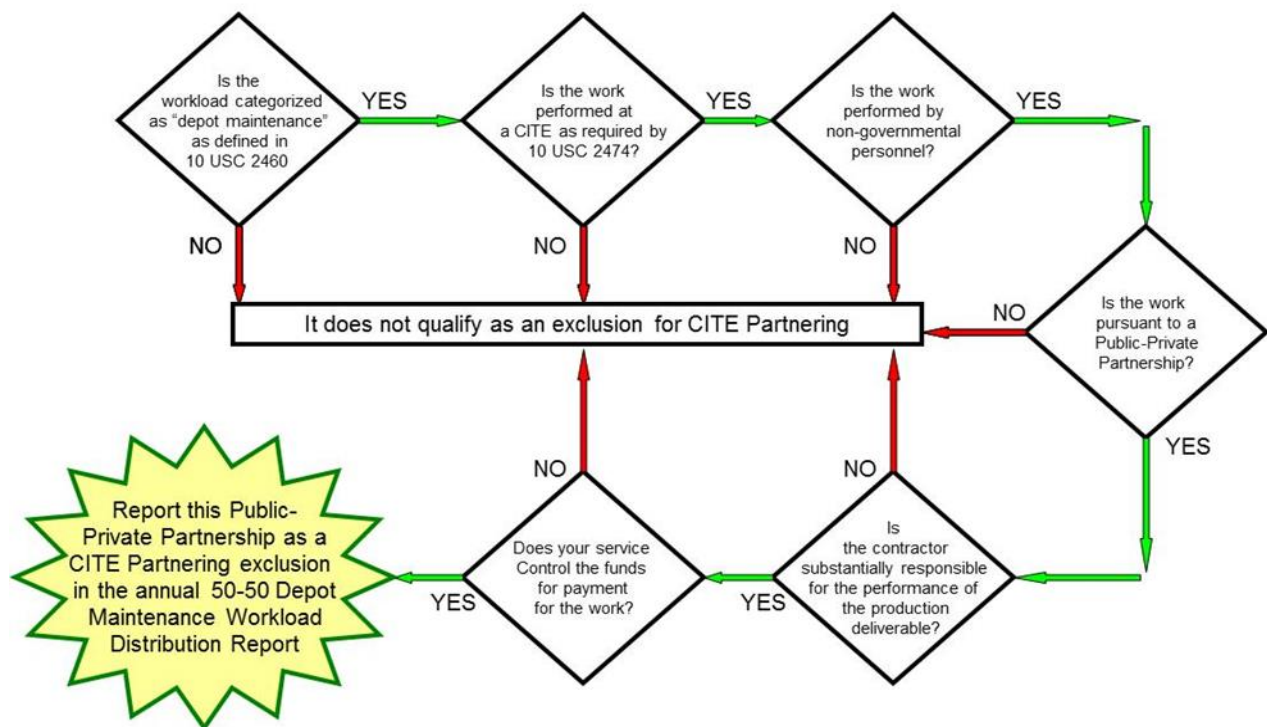 Is the
workload categorized
as “depot maintenance”
as defined in
10 USC 2460
YES
NO
Is the work
performed at
a CITE as required by
10 USC 2474?
YES
NO
Is the work
performed by
non-governmental
personnel?
YES
NO
Is the work
pursuant to a
Public-Private
Partnership?
NO
YES
It does not qualify as an exclusion for CITE Partnering
Is
the contractor
substantially responsible
for the performance of
the production
deliverable?
NO
YES
Does your service
Control the funds
for payment
for the work?
NO
YES
Report this Public-
Private Partnership as a
CITE Partnering exclusion
in the annual 50-50 Depot
Maintenance Workload
Distribution Report